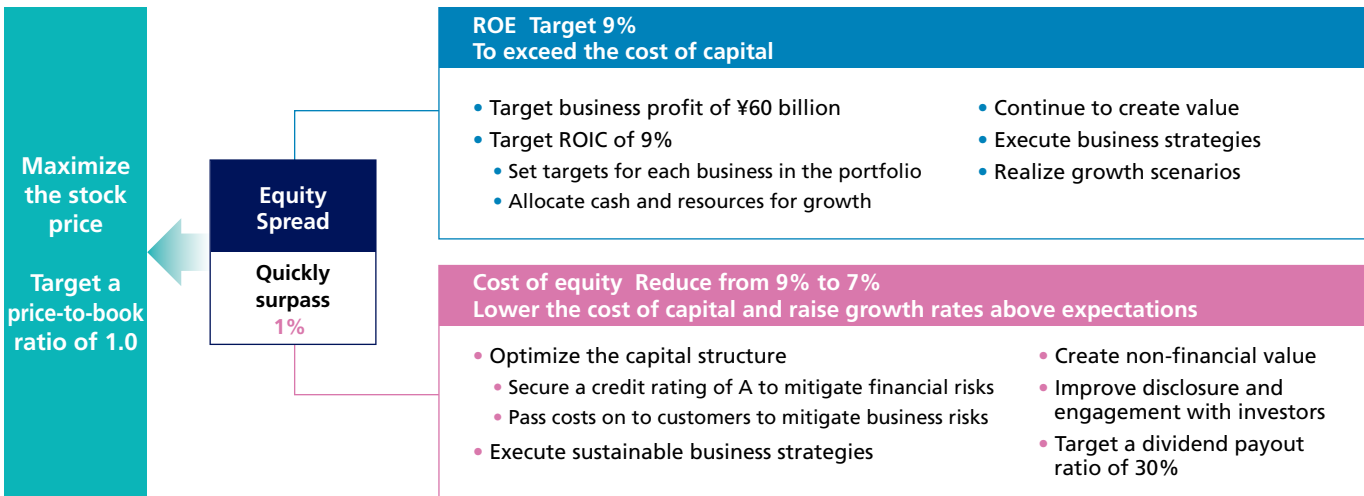 Maximize
the stock
price
Target a
price-to-book
ratio of 1.0
Equity
Spread
Quickly
surpass
1%
ROE Target 9%
To exceed the cost of capital
• Target business profit of ¥60 billion
• Target ROIC of 9%
• Set targets for each business in the portfolio
• Allocate cash and resources for growth
• Continue to create value
• Execute business strategies
• Realize growth scenarios
Cost of equity Reduce from 9% to 7%
Lower the cost of capital and raise growth rates above expectations
• Optimize the capital structure
• Secure a credit rating of A to mitigate financial risks
• Pass costs on to customers to mitigate business risks
• Execute sustainable business strategies
• Create non-financial value
• Improve disclosure and
engagement with investors
• Target a dividend payout
ratio of 30%